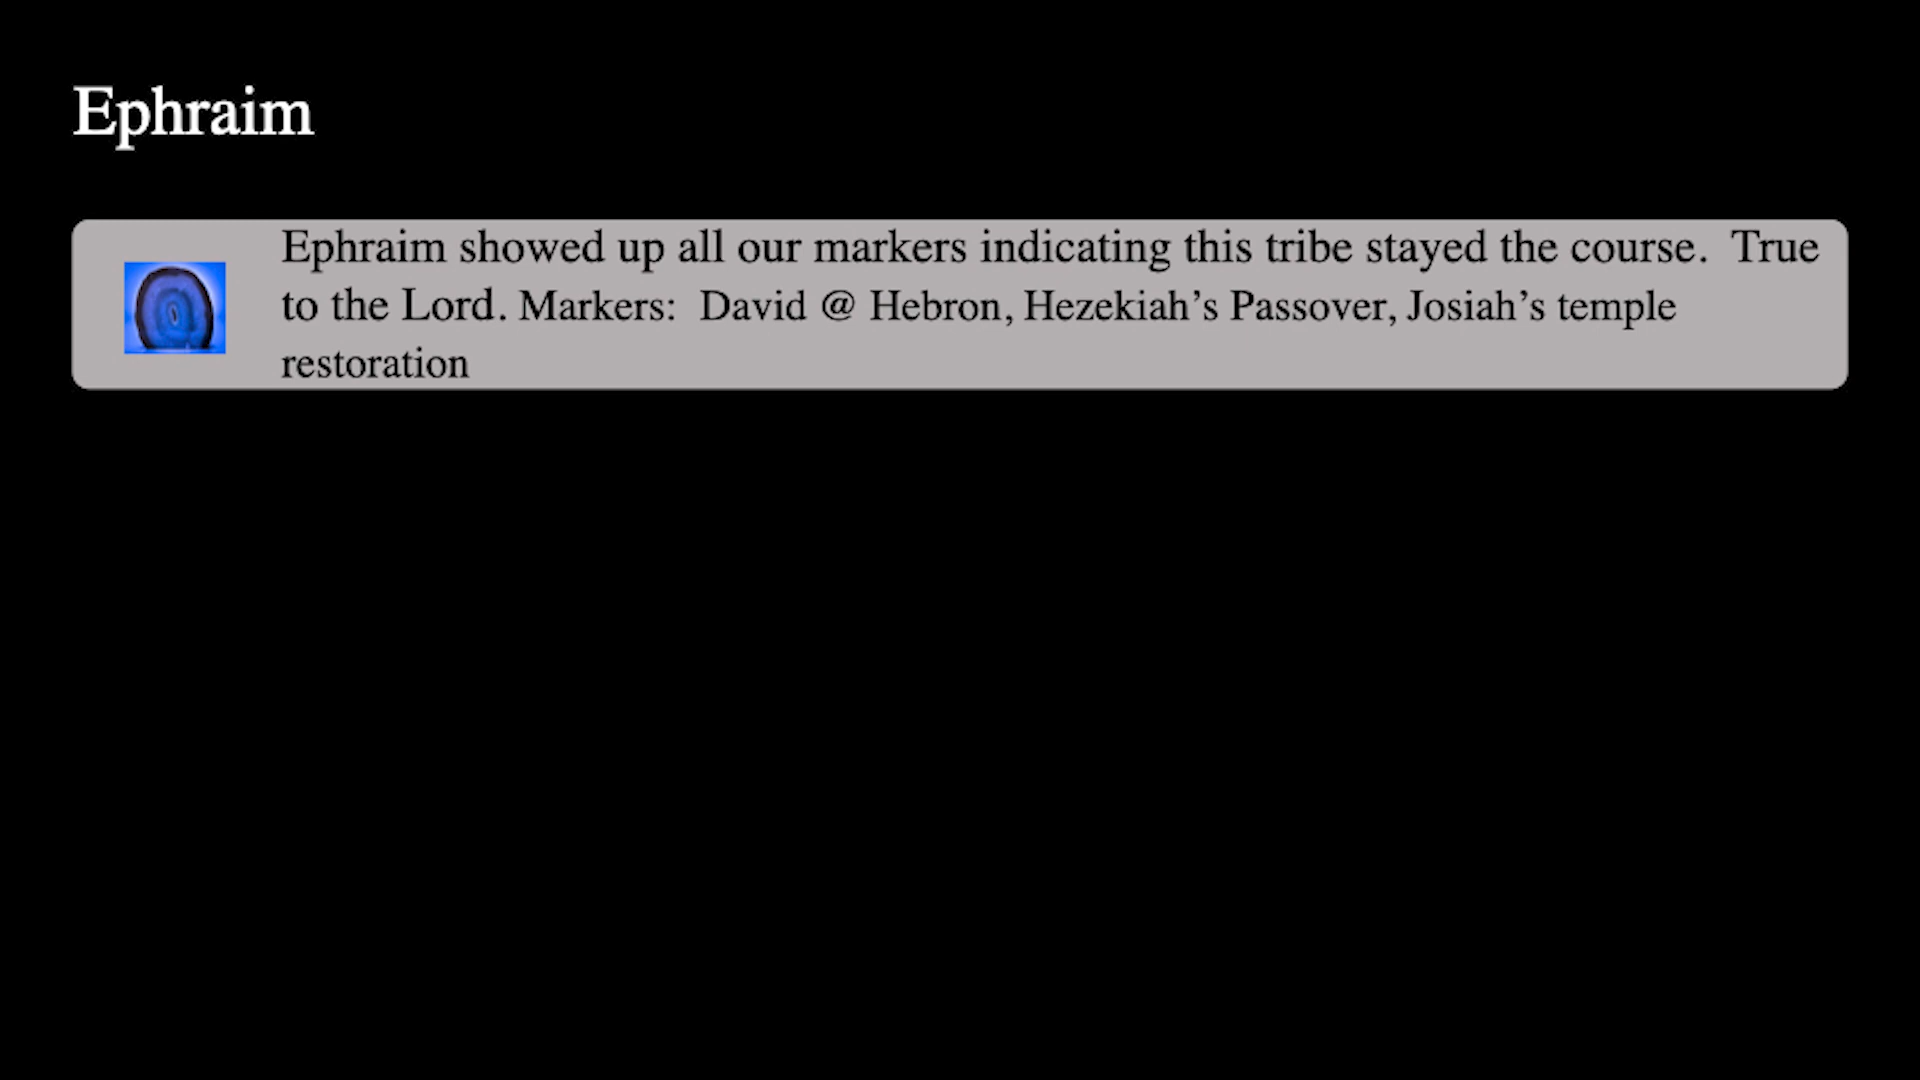 Ephraim
Ephraim showed up all our markers indicating this tribe stayed the course.  True
to the Lord. Markers:  David @ Hebron, Hezekiah’s Passover, Josiah’s temple
restoration